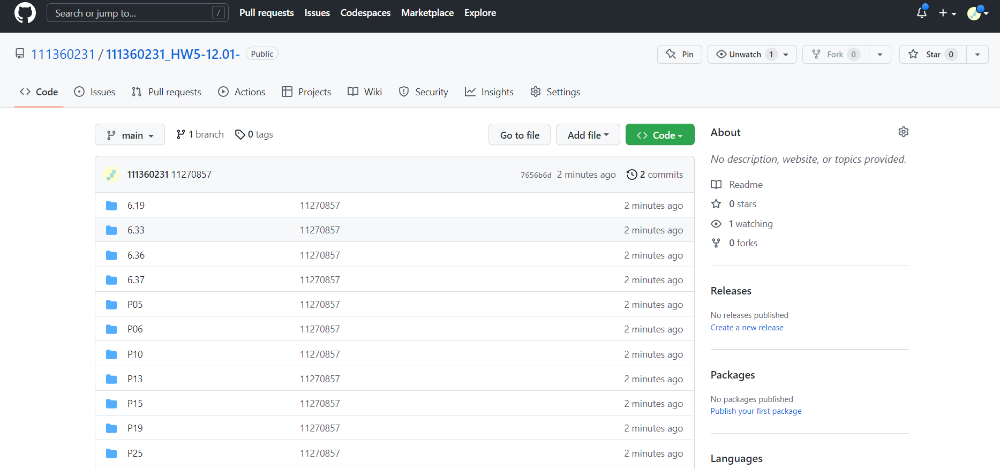 Search or jump to... / Pull requests Issues Codespaces Marketplace Explore
111360231 / 111360231_HW5-12.01- Public Pin Unwatch 1 Fork 0 Star 0
Code Issues Pull requests Actions Projects Wiki Security Insights Settings
main 1 branch 0 tags Go to file Add file Code
111360231 11270857 7656b6d 2 minutes ago 2 commits
6.19 11270857 2 minutes ago
6.33 11270857 2 minutes ago
6.36 11270857 2 minutes ago
6.37 11270857 2 minutes ago
P05 11270857 2 minutes ago
P06 11270857 2 minutes ago
P10 11270857 2 minutes ago
P13 11270857 2 minutes ago
P15 11270857 2 minutes ago
P19 11270857 2 minutes ago
P25 11270857 2 minutes ago
About
No description, website, or topics provided.
Readme
0 stars
1 watching
0 forks
Releases
No releases published
Create a new release
Packages
No packages published
Publish your first package
Languages